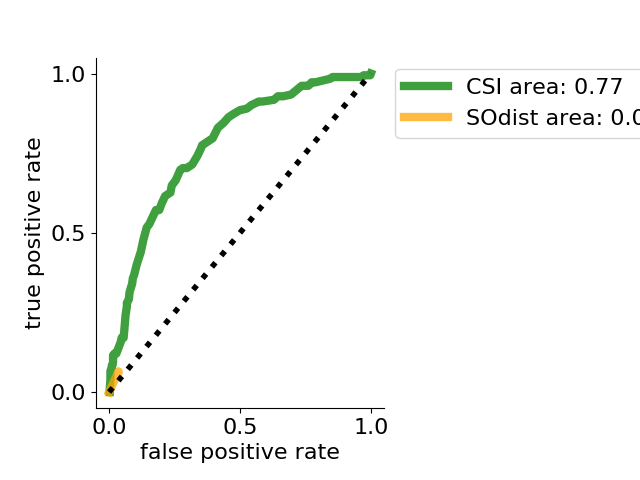 CSI area: 0.77
SOdist area: 0.0
true positive rate
1.0
0.5
0.0
0.0 0.5 1.0
false positive rate